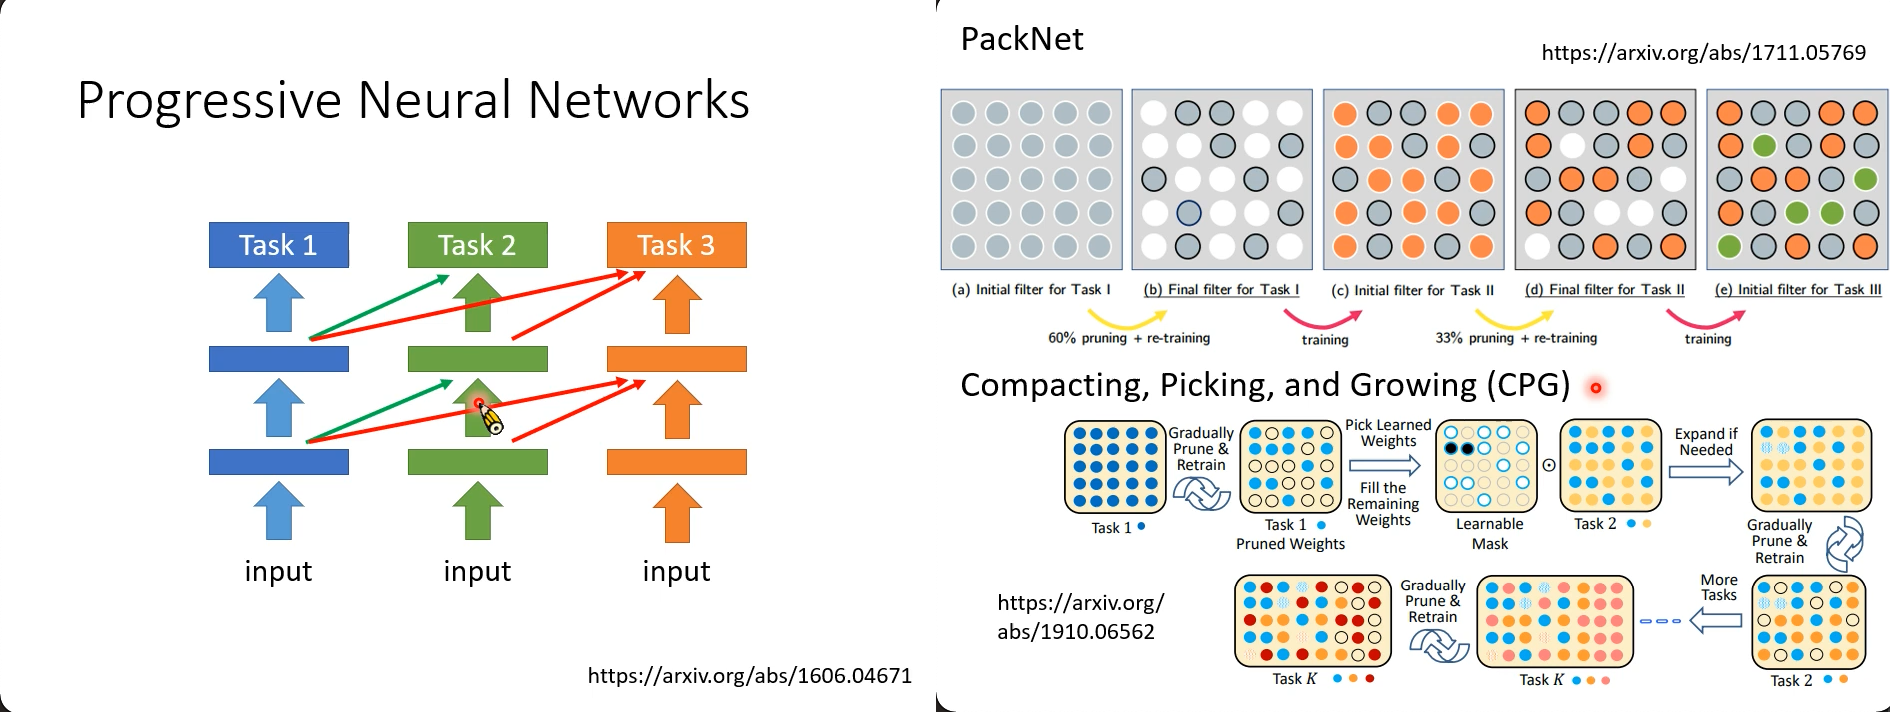 Progressive Neural Networks
Task 1
Task 2
Task 3
input
input
input
https://arxiv.org/abs/1606.04671
PackNet
https://arxiv.org/abs/1711.05769
(a) Initial filter for Task I
(b) Final filter for Task I
(c) Initial filter for Task II
(d) Final filter for Task II
(e) Initial filter for Task III
60% pruning + re-training
training
33% pruning + re-training
training
Compacting, Picking, and Growing (CPG)
Task 1
Gradually
Prune &
Retrain
Task 1
Pruned Weights
Pick Learned
Weights
Fill the
Remaining
Weights
Learnable
Mask
⊙
Task 2
Expand if
Needed
Gradually
Prune &
Retrain
Task 2
More
Tasks
Task K
Gradually
Prune &
Retrain
Task K
https://arxiv.org/
abs/1910.06562